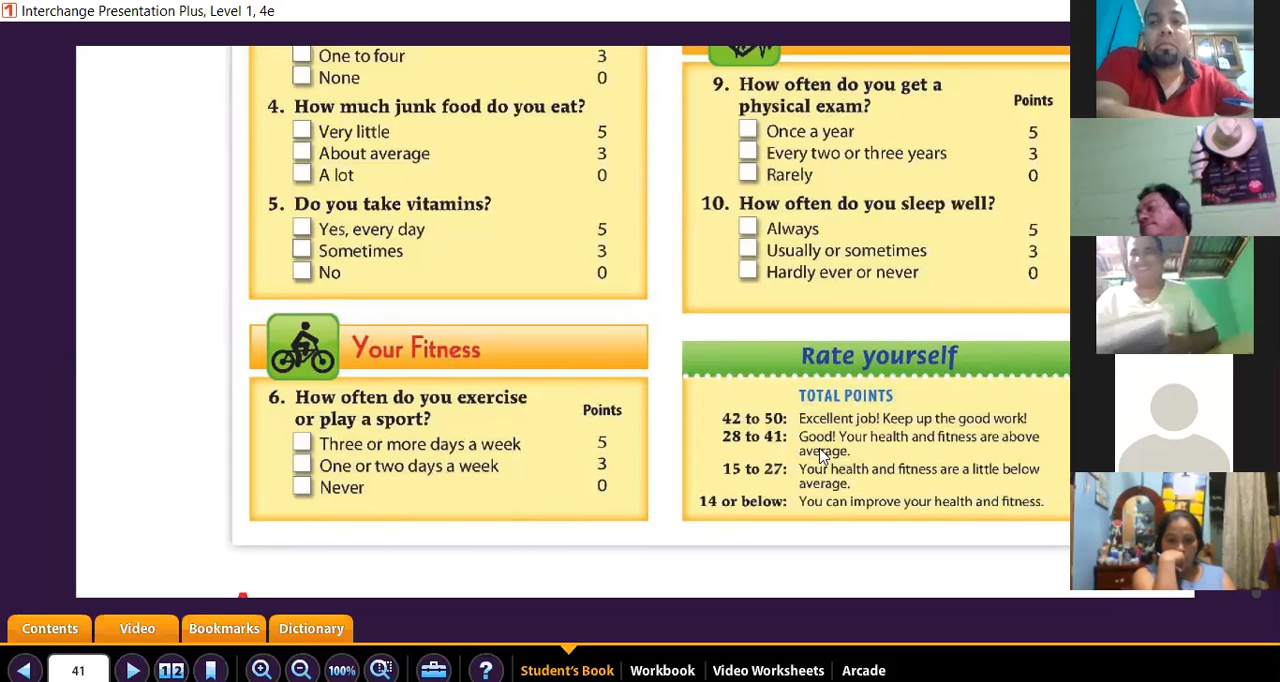 Interchange Presentation Plus, Level 1, 4e
One to four 3
None 0
4. How much junk food do you eat?
Very little 5
About average 3
A lot 0
5. Do you take vitamins?
Yes, every day 5
Sometimes 3
No 0
Your Fitness
6. How often do you exercise
or play a sport? Points
Three or more days a week 5
One or two days a week 3
Never 0
9. How often do you get a
physical exam? Points
Once a year 5
Every two or three years 3
Rarely 0
10. How often do you sleep well?
Always 5
Usually or sometimes 3
Hardly ever or never 0
Rate yourself
TOTAL POINTS
42 to 50: Excellent job! Keep up the good work!
28 to 41: Good! Your health and fitness are above
average.
15 to 27: Your health and fitness are a little below
average.
14 or below: You can improve your health and fitness.
Contents Video Bookmarks Dictionary
41 1 2 100% ? Student's Book Workbook Video Worksheets Arcade